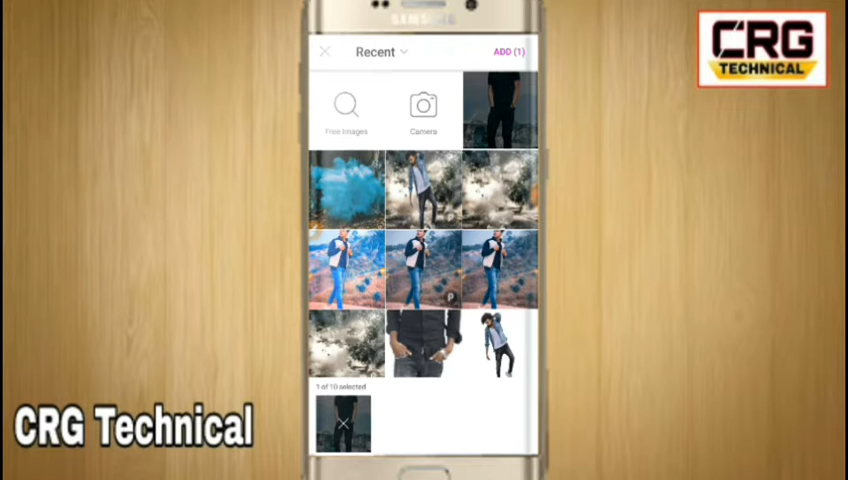 SAMSUNG
CRG
TECHNICAL
Recent
ADD (1)
Free Images
Camera
1 of 10 selected
CRG Technical